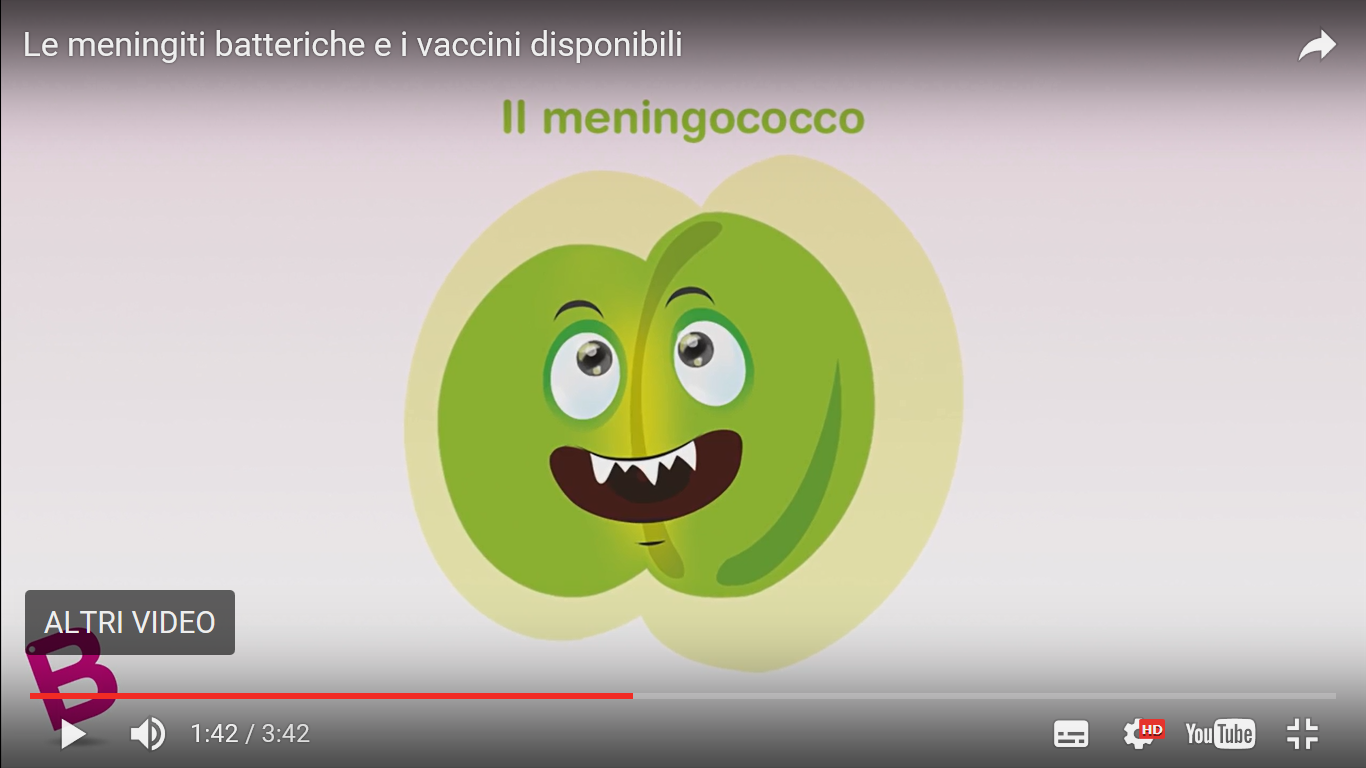 Le meningiti batteriche e i vaccini disponibili
Il meningococco
ALTRI VIDEO
B
1:42 / 3:42
HD
YouTube